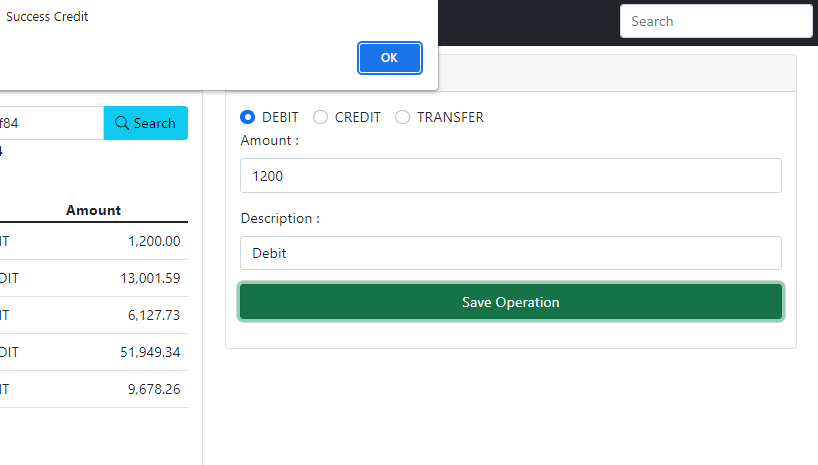 Success Credit
OK
Search
f84
Search
4
Amount
IT 1,200.00
DIT 13,001.59
IT 6,127.73
DIT 51,949.34
IT 9,678.26
DEBIT CREDIT TRANSFER
Amount :
1200
Description :
Debit
Save Operation